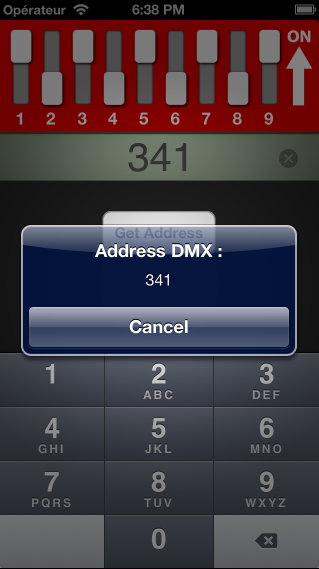 Opérateur 6:38 PM
ON
1 2 3 4 5 6 7 8 9
341
Get Address
Address DMX :
341
Cancel
1 2 3
ABC DEF
4 5 6
GHI JKL MNO
7 8 9
PQRS TUV WXYZ
0